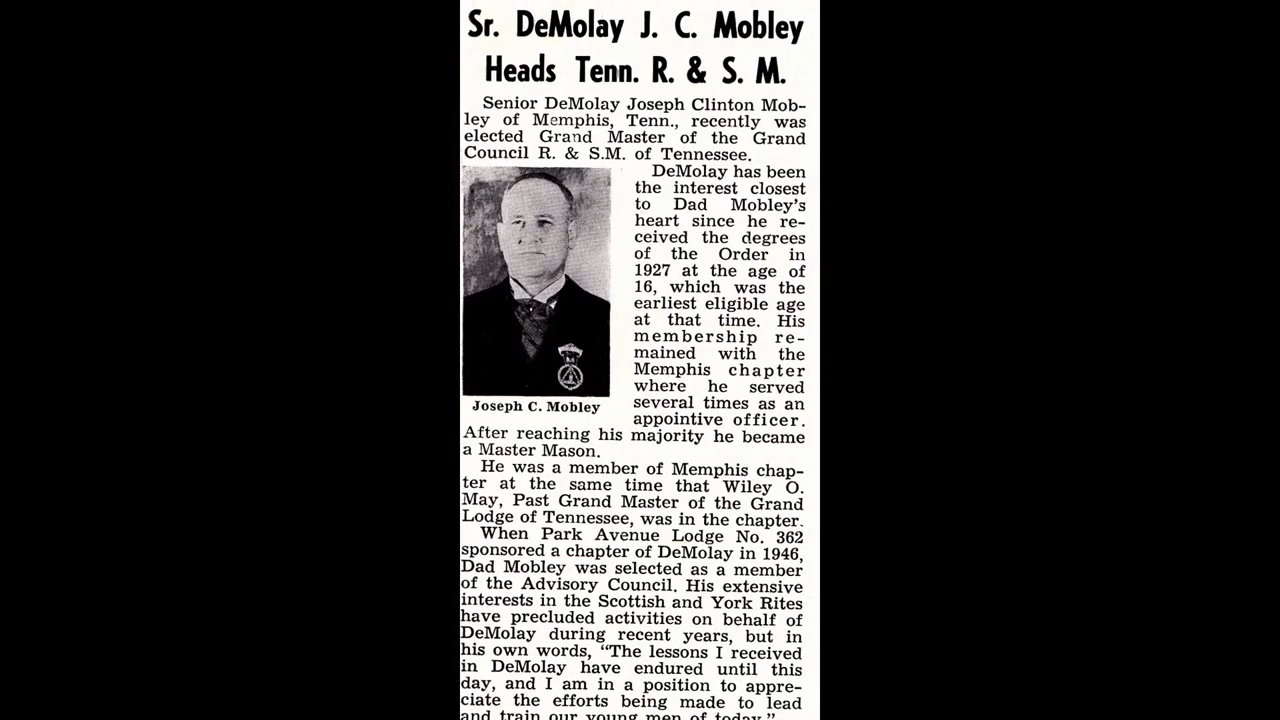 Sr. DeMolay J. C. Mobley
Heads Tenn. R. & S. M.
Senior DeMolay Joseph Clinton Mob-
ley of Memphis, Tenn., recently was
elected Grand Master of the Grand
Council R. & S.M. of Tennessee.
DeMolay has been
the interest closest
to Dad Mobley's
heart since he re-
ceived the degrees
of the Order in
1927 at the age of
16, which was the
earliest eligible age
at that time. His
membership re-
mained with the
Memphis chapter
where he served
several times as an
appointive officer.
Joseph C. Mobley
After reaching his majority he became
a Master Mason.
He was a member of Memphis chap-
ter at the same time that Wiley O.
May, Past Grand Master of the Grand
Lodge of Tennessee, was in the chapter.
When Park Avenue Lodge No. 362
sponsored a chapter of DeMolay in 1946,
Dad Mobley was selected as a member
of the Advisory Council. His extensive
interests in the Scottish and York Rites
have precluded activities on behalf of
DeMolay during recent years, but in
his own words, "The lessons I received
in DeMolay have endured until this
day, and I am in a position to appre-
ciate the efforts being made to lead
and train our young men of today."